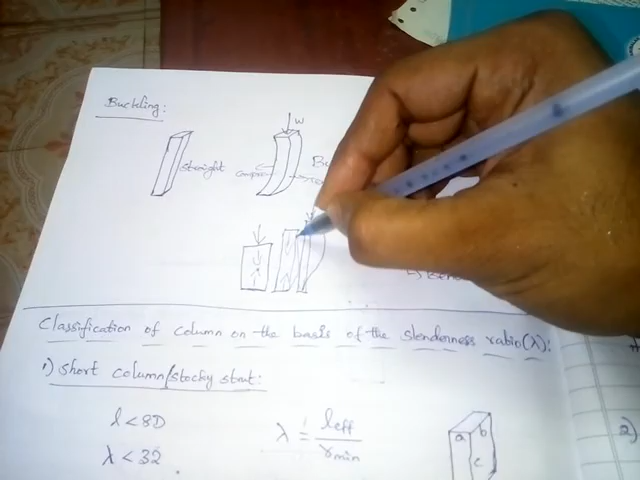 Buckling:
W
straight
Bu
Classification of column on the basis of the slenderness ratio(λ):
1) short column/stocky strut:
l < 8D
λ = leff / rmin
λ < 32
a b
c
2)